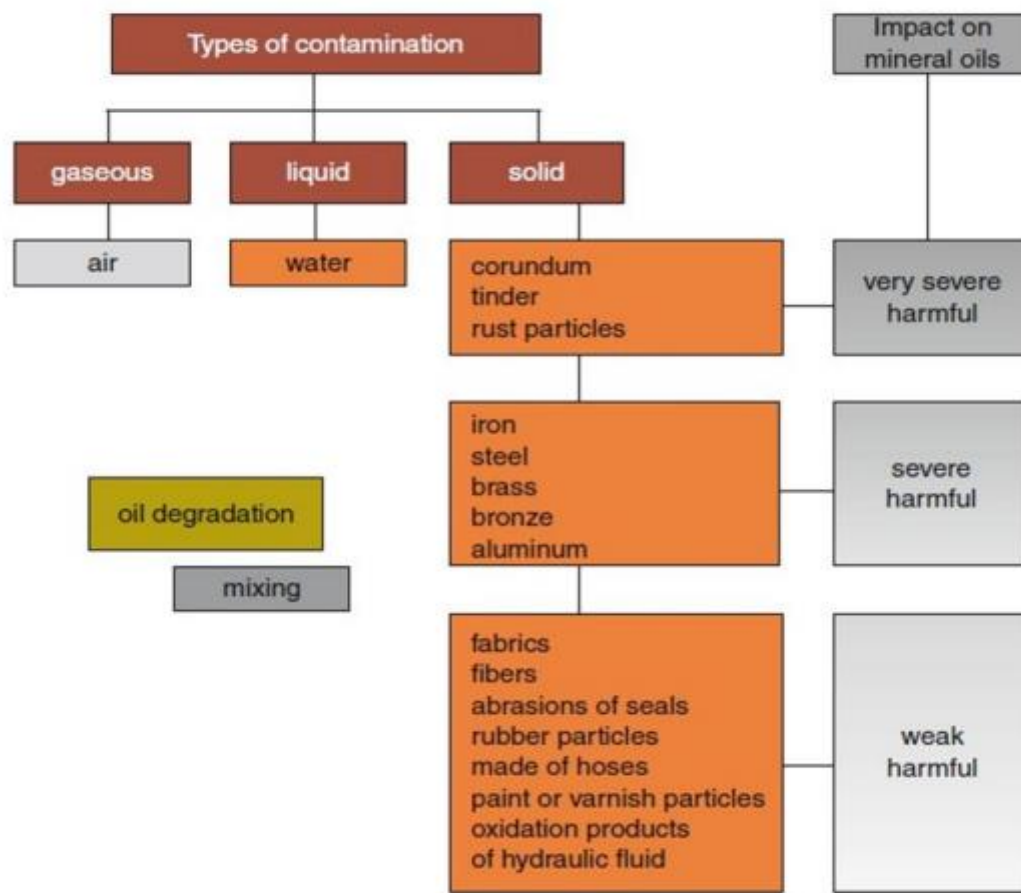 Types of contamination
Impact on
mineral oils
gaseous
liquid
solid
air
water
corundum
tinder
rust particles
very severe
harmful
iron
steel
brass
bronze
aluminum
severe
harmful
oil degradation
mixing
fabrics
fibers
abrasions of seals
rubber particles
made of hoses
paint or varnish particles
oxidation products
of hydraulic fluid
weak
harmful